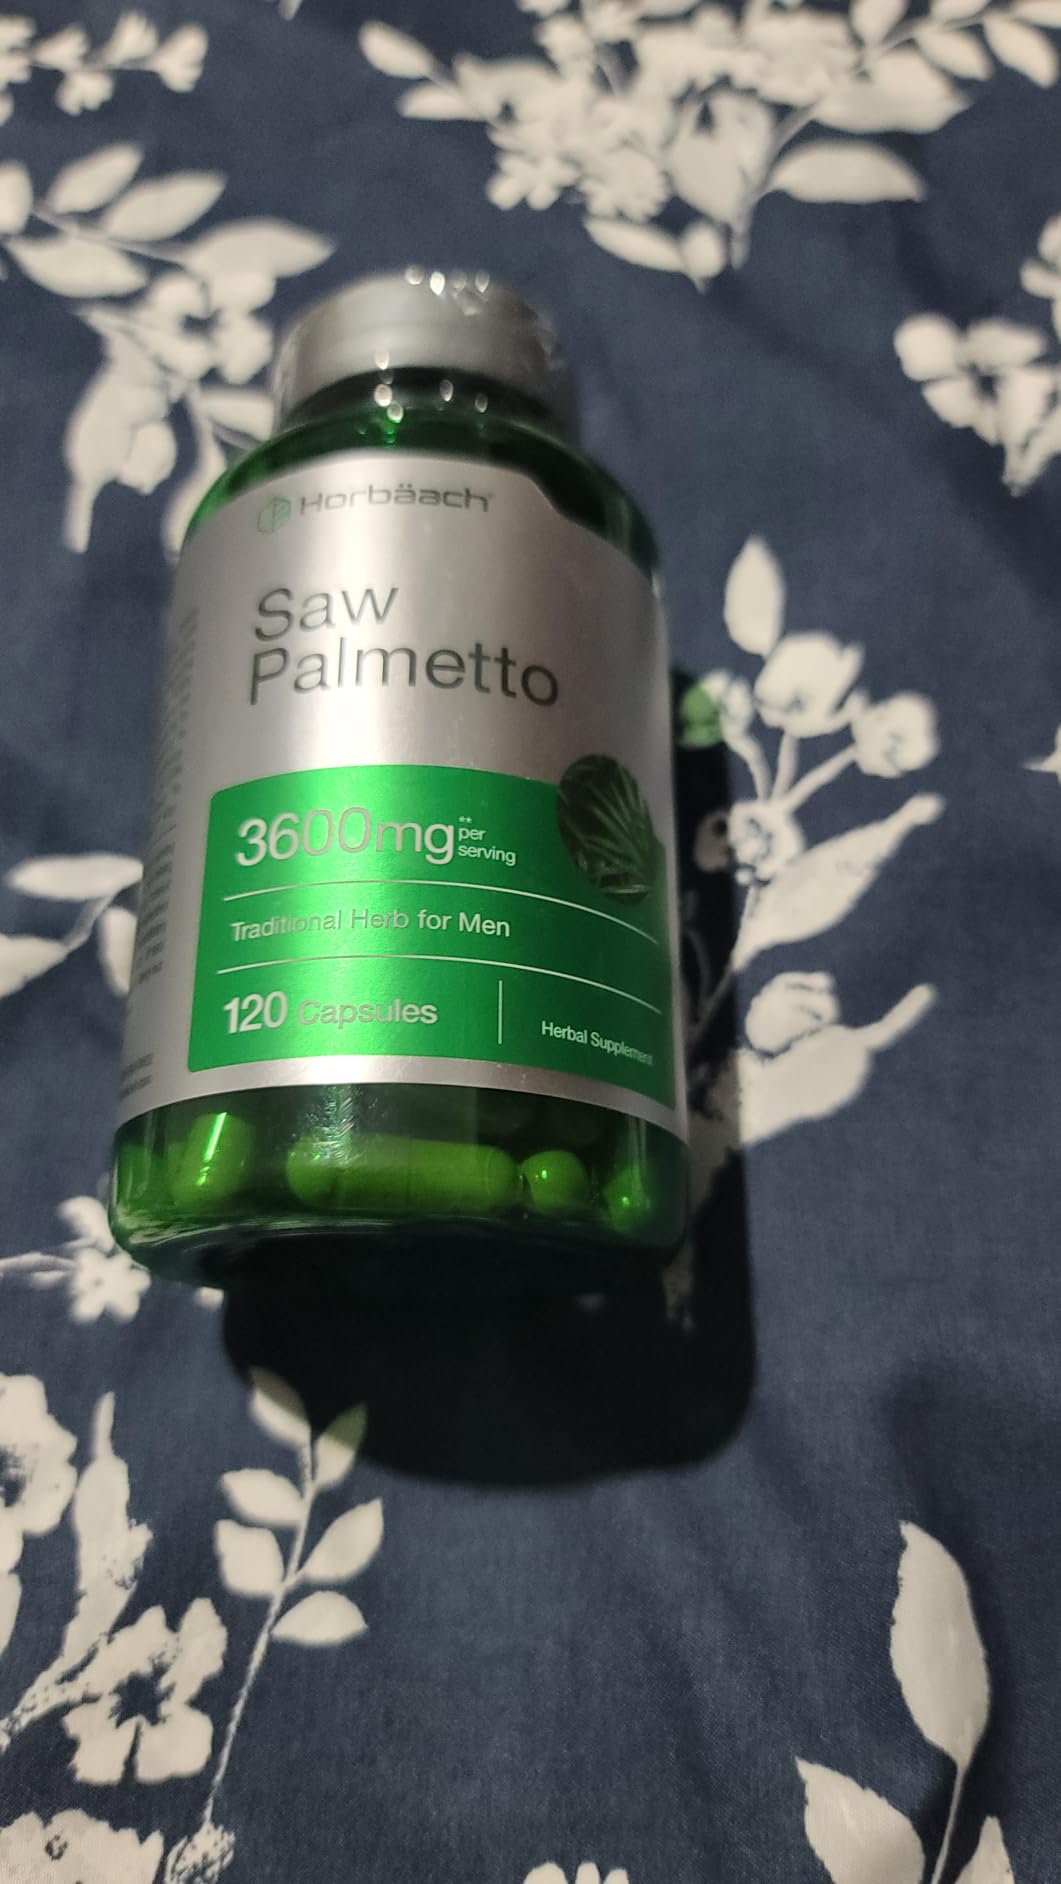 Horbäach®
Saw
Palmetto
3600mg**
per
serving
Traditional Herb for Men
120 Capsules
Herbal Supplement